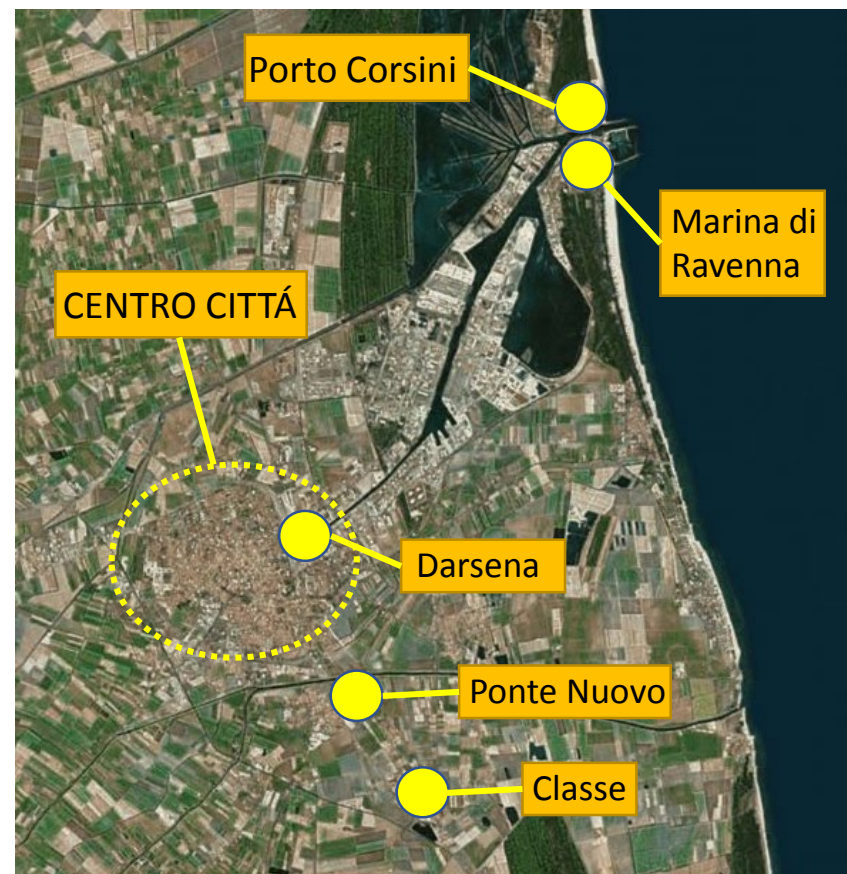 Porto Corsini
Marina di
Ravenna
CENTRO CITTÁ
Darsena
Ponte Nuovo
Classe